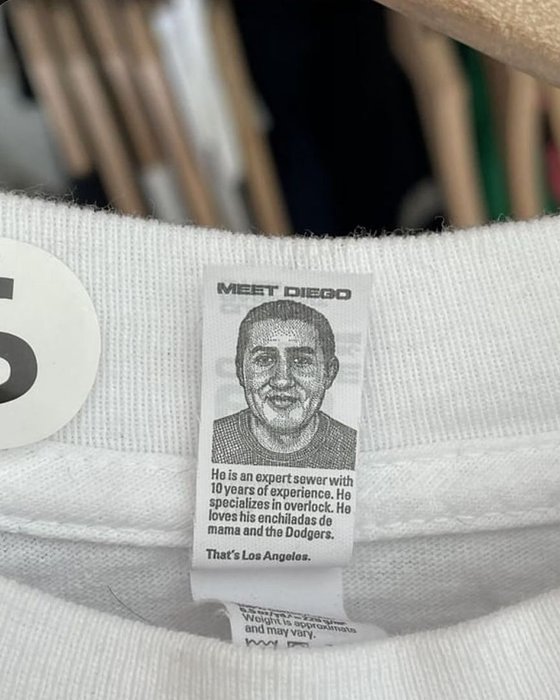 MEET DIEGO
He is an expert sewer with
10 years of experience. He
specializes in overlock. He
loves his enchiladas de
mama and the Dodgers.
That's Los Angeles.
Weight is approximate
and may vary.